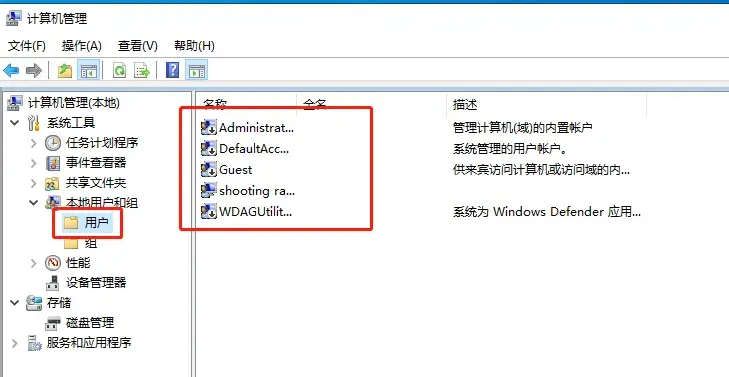 计算机管理
文件(F) 操作(A) 查看(V) 帮助(H)
计算机管理(本地)
系统工具
任务计划程序
事件查看器
共享文件夹
本地用户和组
用户
组
性能
设备管理器
存储
磁盘管理
服务和应用程序
名称 全名 描述
Administrat... 管理计算机(域)的内置帐户
DefaultAcc... 系统管理的用户帐户。
Guest 供来宾访问计算机或访问域的内...
shooting ra...
WDAGUtilit... 系统为 Windows Defender 应用...